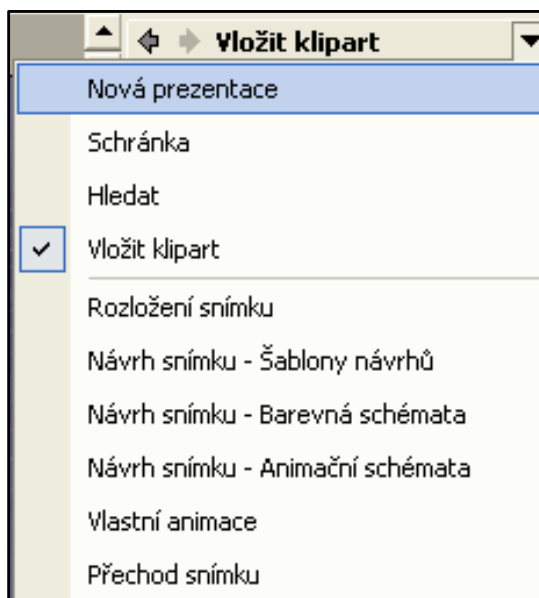 Vložit klipart
Nová prezentace
Schránka
Hledat
Vložit klipart
Rozložení snímku
Návrh snímku - Šablony návrhů
Návrh snímku - Barevná schémata
Návrh snímku - Animační schémata
Vlastní animace
Přechod snímku